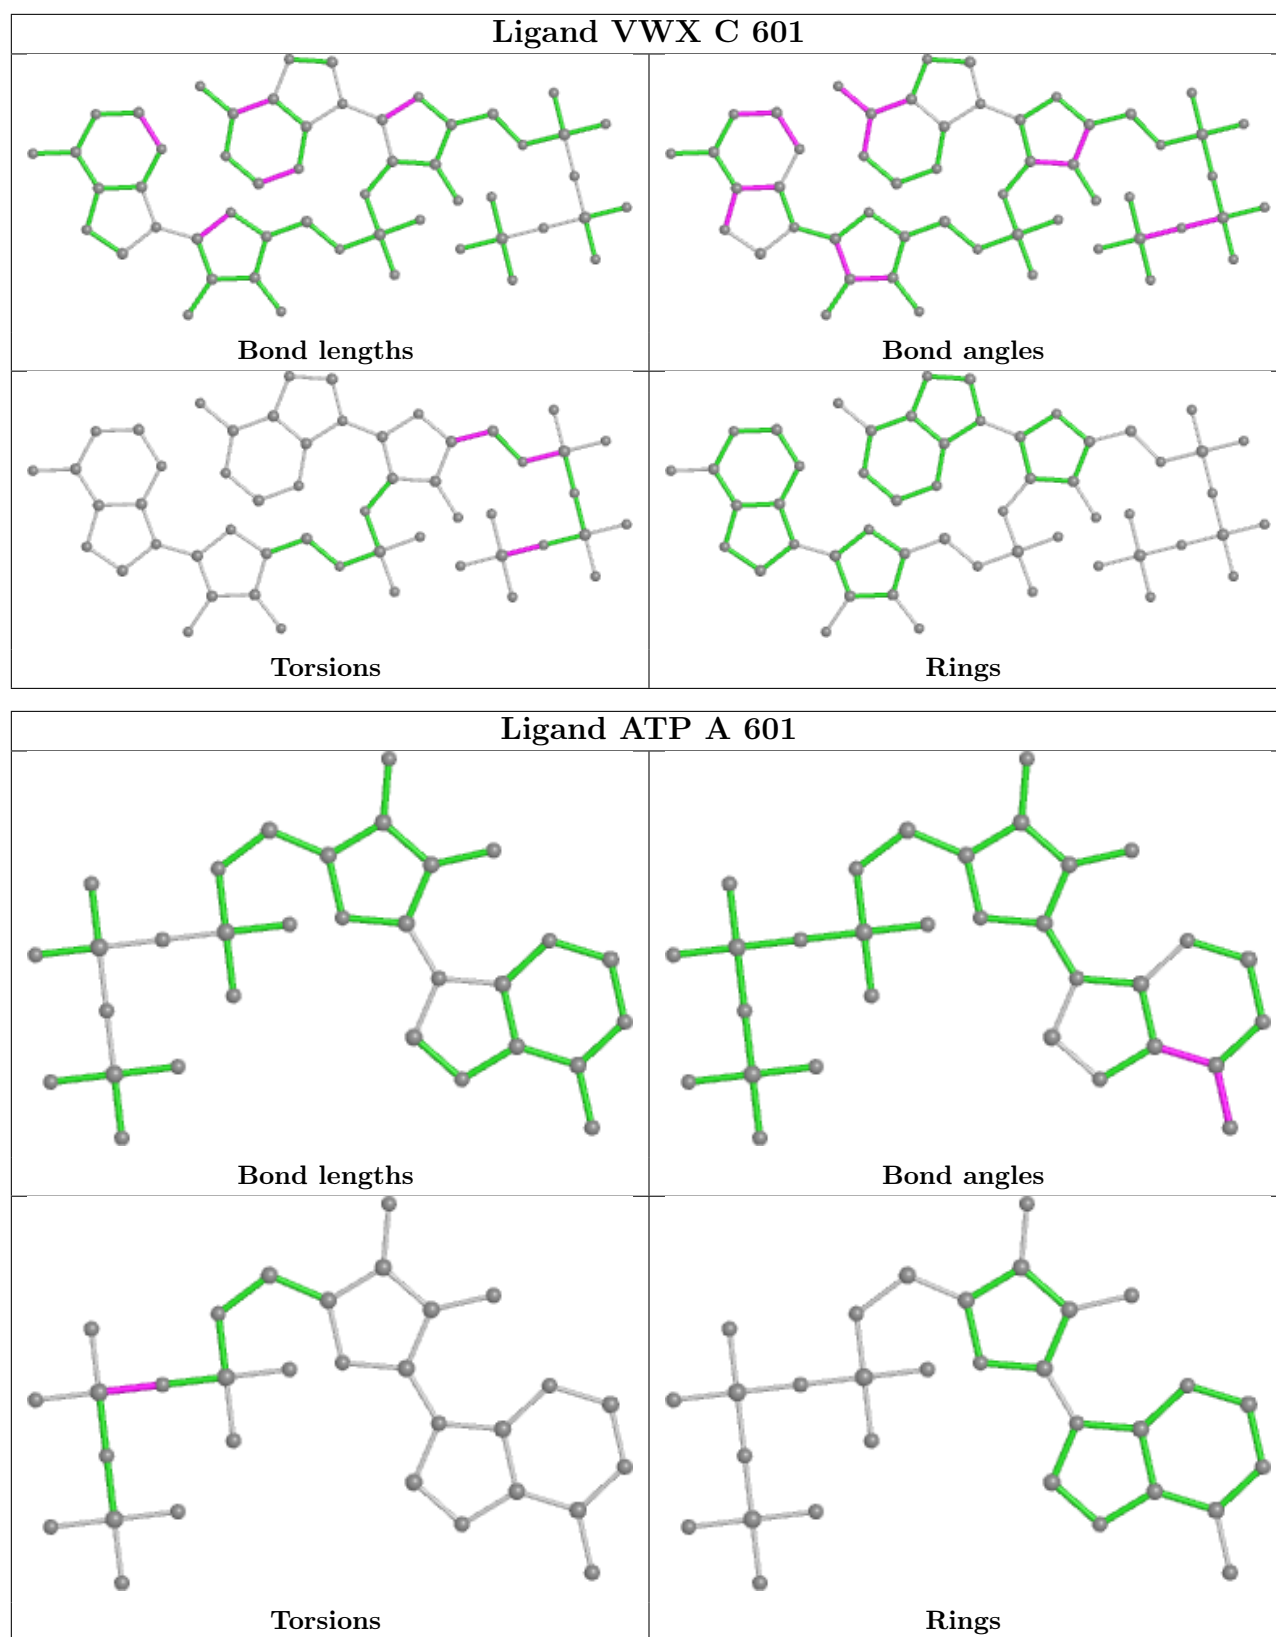 Ligand VWX C 601
Bond lengths
Bond angles
Torsions
Rings
Ligand ATP A 601
Bond lengths
Bond angles
Torsions
Rings